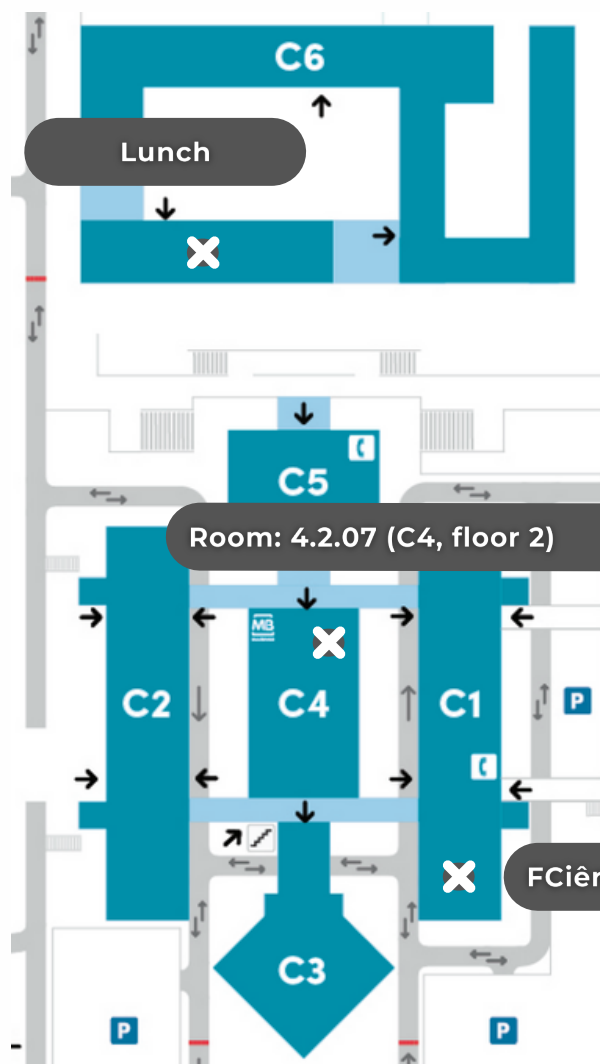 C6
Lunch
C5
Room: 4.2.07 (C4, floor 2)
MB
C2
C4
C1
P
FCiên
C3
P
P